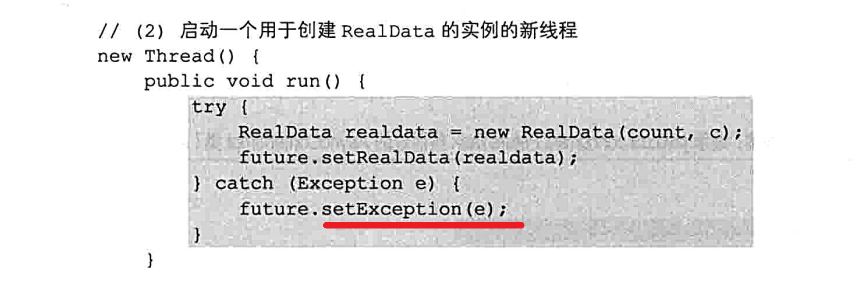 // (2) 启动一个用于创建 RealData 的实例的新线程
new Thread() {
public void run() {
try {
RealData realdata = new RealData(count, c);
future.setRealData(realdata);
} catch (Exception e) {
future.setException(e);
}
}